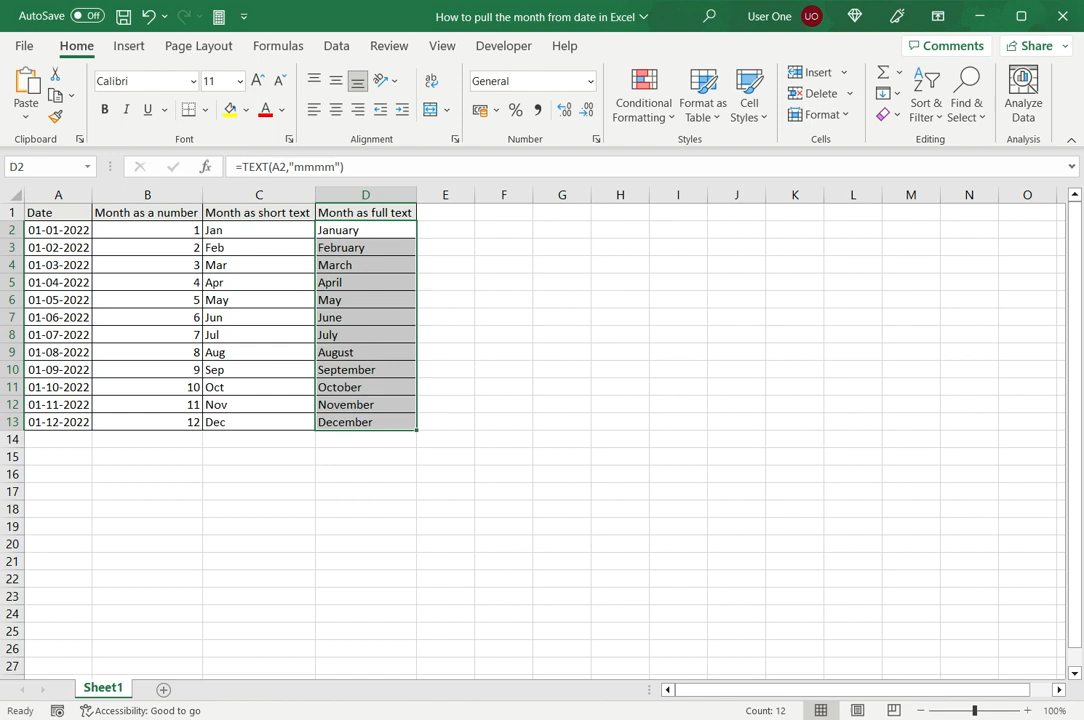 AutoSave Off How to pull the month from date in Excel User One UO
File Home Insert Page Layout Formulas Data Review View Developer Help Comments Share
Paste Calibri 11 General Conditional Formatting Format as Table Cell Styles Insert Delete Format Sort & Filter Find & Select Analyze Data
Clipboard Font Alignment Number Styles Cells Editing Analysis
D2 fx =TEXT(A2,"mmmm")
A B C D E F G H I J K L M N O
1 Date Month as a number Month as short text Month as full text
2 01-01-2022 1 Jan January
3 01-02-2022 2 Feb February
4 01-03-2022 3 Mar March
5 01-04-2022 4 Apr April
6 01-05-2022 5 May May
7 01-06-2022 6 Jun June
8 01-07-2022 7 Jul July
9 01-08-2022 8 Aug August
10 01-09-2022 9 Sep September
11 01-10-2022 10 Oct October
12 01-11-2022 11 Nov November
13 01-12-2022 12 Dec December
14
15
16
17
18
19
20
21
22
23
24
25
26
27
Sheet1
Ready Accessibility: Good to go Count: 12 100%